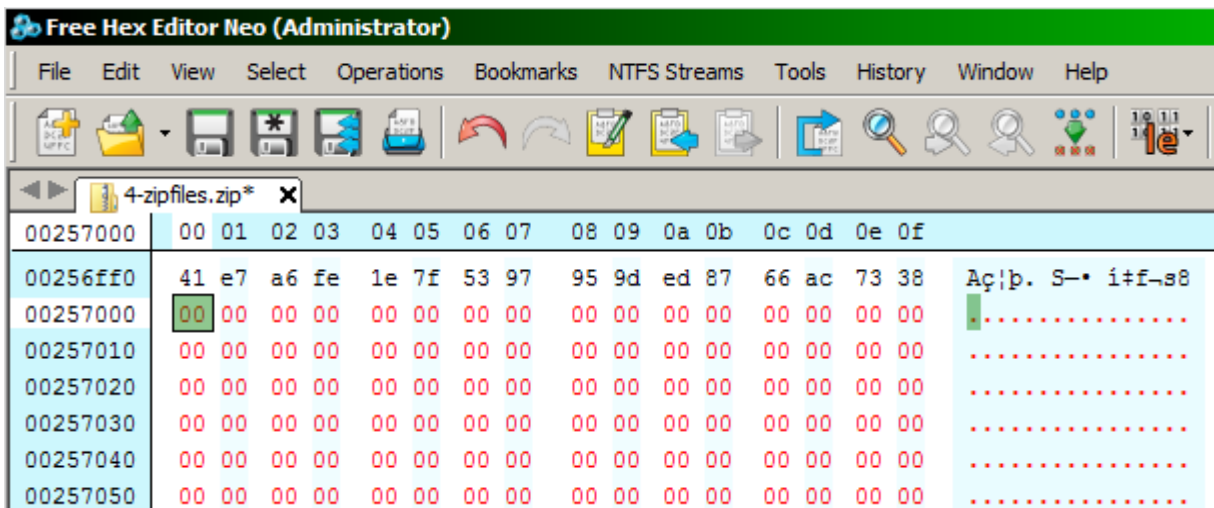 Free Hex Editor Neo (Administrator)
File Edit View Select Operations Bookmarks NTFS Streams Tools History Window Help
4-zipfiles.zip*
00257000 00 01 02 03 04 05 06 07 08 09 0a 0b 0c 0d 0e 0f
00256ff0 41 e7 a6 fe 1e 7f 53 97 95 9d ed 87 66 ac 73 38 Aç¦þ. S—• í‡f¬s8
00257000 00 00 00 00 00 00 00 00 00 00 00 00 00 00 00 00 ................
00257010 00 00 00 00 00 00 00 00 00 00 00 00 00 00 00 00 ................
00257020 00 00 00 00 00 00 00 00 00 00 00 00 00 00 00 00 ................
00257030 00 00 00 00 00 00 00 00 00 00 00 00 00 00 00 00 ................
00257040 00 00 00 00 00 00 00 00 00 00 00 00 00 00 00 00 ................
00257050 00 00 00 00 00 00 00 00 00 00 00 00 00 00 00 00 ................